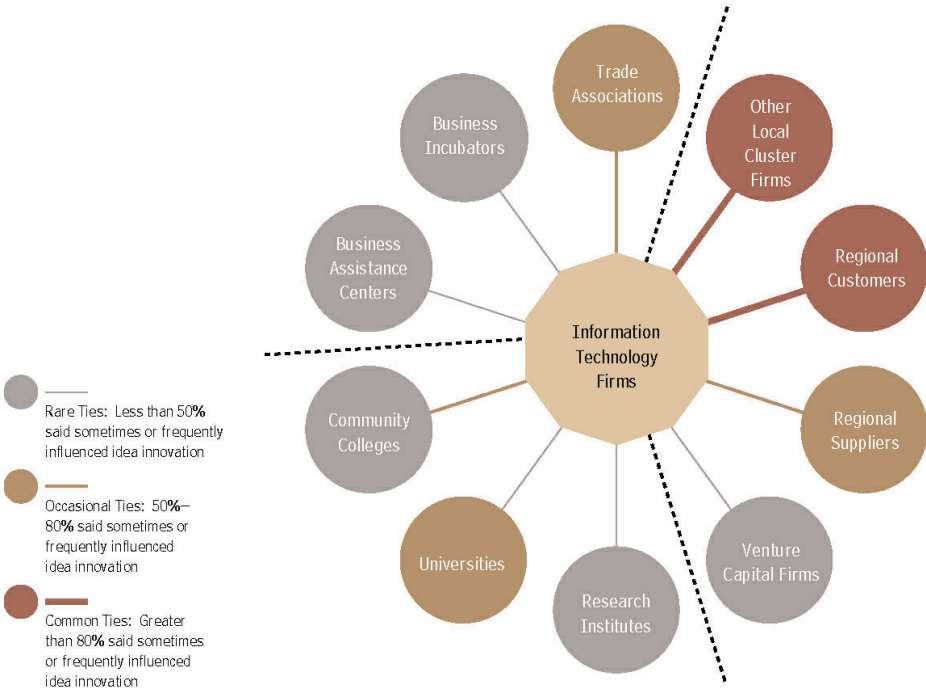 Trade
Associations
Other
Local
Cluster
Firms
Business
Incubators
Regional
Customers
Business
Assistance
Centers
Information
Technology
Firms
Community
Colleges
Regional
Suppliers
Universities
Venture
Capital Firms
Research
Institutes
Rare Ties: Less than 50%
said sometimes or frequently
influenced idea innovation
Occasional Ties: 50%–
80% said sometimes or
frequently influenced
idea innovation
Common Ties: Greater
than 80% said sometimes
or frequently influenced
idea innovation